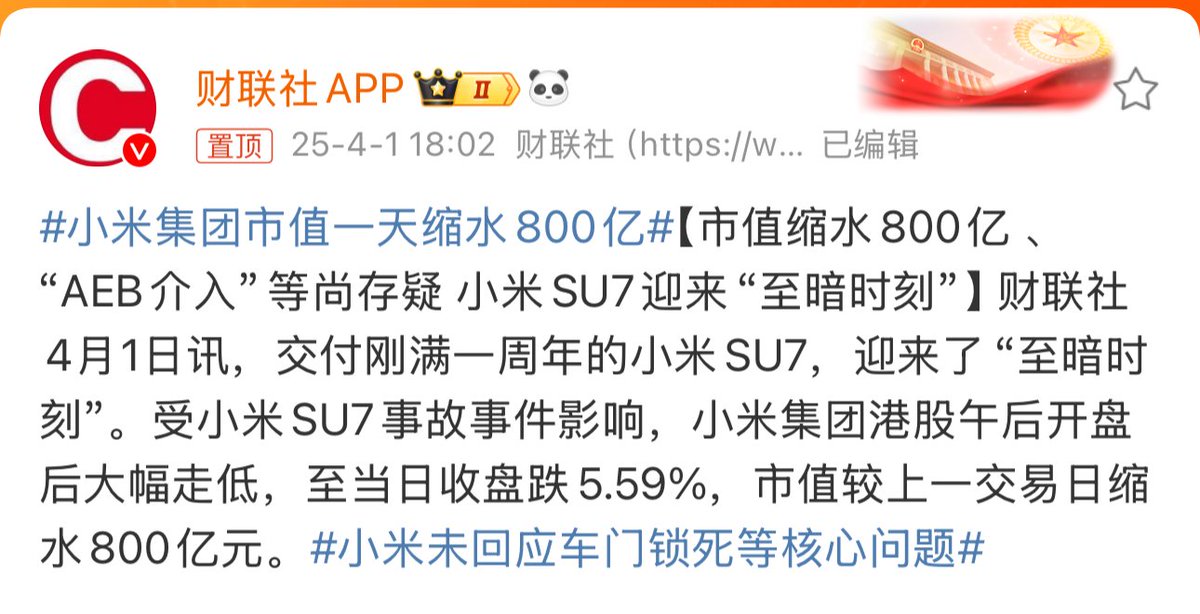 财联社APP II
置顶 25-4-1 18:02 财联社 (https://w... 已编辑
#小米集团市值一天缩水800亿#【市值缩水800亿 、
“AEB介入”等尚存疑 小米SU7迎来“至暗时刻”】财联社
4月1日讯，交付刚满一周年的小米SU7，迎来了“至暗时
刻”。受小米SU7事故事件影响，小米集团港股午后开盘
后大幅走低，至当日收盘跌5.59%，市值较上一交易日缩
水800亿元。#小米未回应车门锁死等核心问题#